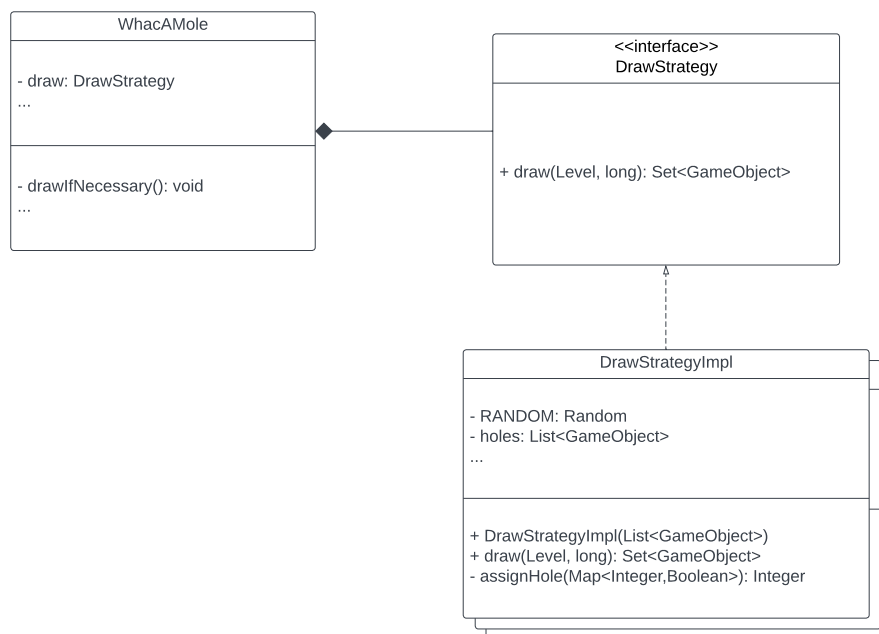 WhacAMole
- draw: DrawStrategy
...
- drawIfNecessary(): void
...
<<interface>>
DrawStrategy
+ draw(Level, long): Set<GameObject>
DrawStrategyImpl
- RANDOM: Random
- holes: List<GameObject>
...
+ DrawStrategyImpl(List<GameObject>)
+ draw(Level, long): Set<GameObject>
- assignHole(Map<Integer,Boolean>): Integer